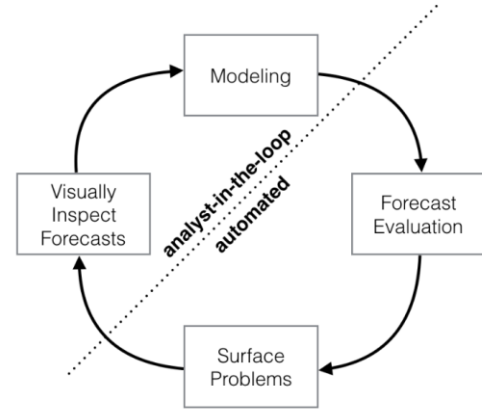 Modeling
analyst-in-the-loop
automated
Visually
Inspect
Forecasts
Forecast
Evaluation
Surface
Problems